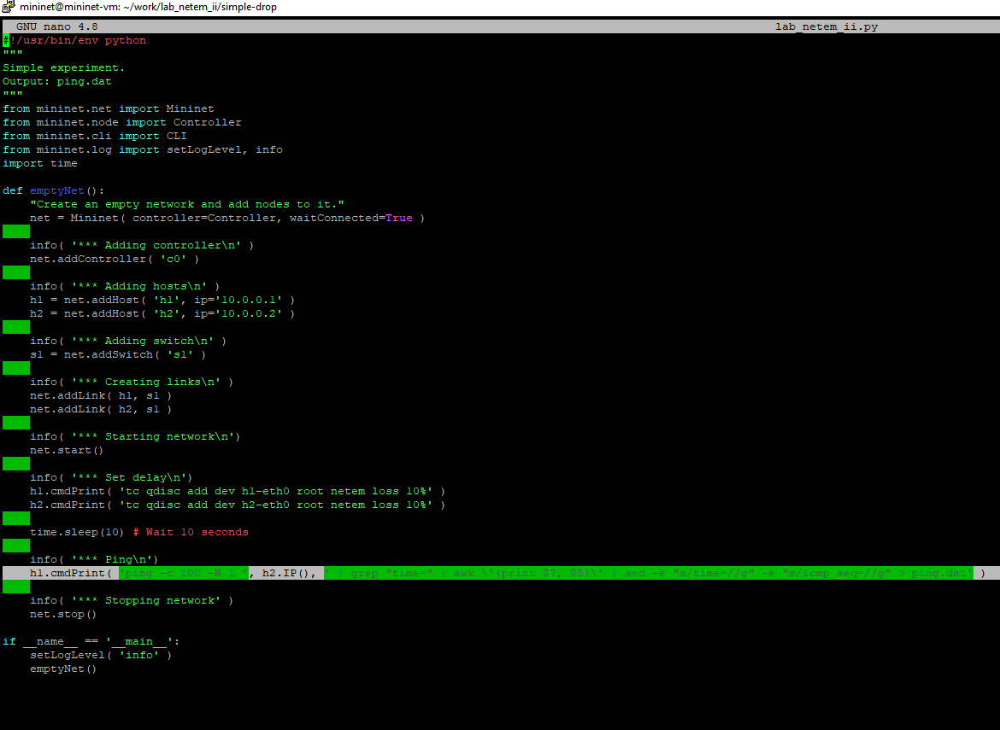 mininet@mininet-vm: ~/work/lab_netem_ii/simple-drop
GNU nano 4.8 lab_netem_ii.py
#!/usr/bin/env python
"""
Simple experiment.
Output: ping.dat
"""
from mininet.net import Mininet
from mininet.node import Controller
from mininet.cli import CLI
from mininet.log import setLogLevel, info
import time
def emptyNet():
"Create an empty network and add nodes to it."
net = Mininet( controller=Controller, waitConnected=True )
info( '*** Adding controller\n' )
net.addController( 'c0' )
info( '*** Adding hosts\n' )
h1 = net.addHost( 'h1', ip='10.0.0.1' )
h2 = net.addHost( 'h2', ip='10.0.0.2' )
info( '*** Adding switch\n' )
s1 = net.addSwitch( 's1' )
info( '*** Creating links\n' )
net.addLink( h1, s1 )
net.addLink( h2, s1 )
info( '*** Starting network\n')
net.start()
info( '*** Set delay\n')
h1.cmdPrint( 'tc qdisc add dev h1-eth0 root netem loss 10%' )
h2.cmdPrint( 'tc qdisc add dev h2-eth0 root netem loss 10%' )
time.sleep(10) # Wait 10 seconds
info( '*** Ping\n')
h1.cmdPrint( 'ping -c 100 -W 1 ', h2.IP(), ' | grep "time=" | awk \'{print $7, $5}\' | sed -e "s/time=//g" -e "s/icmp_seq=//g" > ping.dat' )
info( '*** Stopping network' )
net.stop()
if __name__ == '__main__':
setLogLevel( 'info' )
emptyNet()